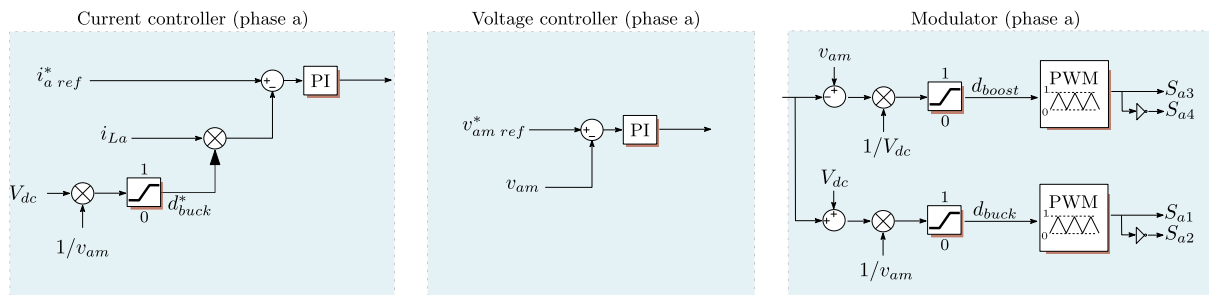 Current controller (phase a)
i*a ref
+
−
PI
iLa
Vdc
1
0
d*buck
1/vam
Voltage controller (phase a)
v*am ref
+
−
PI
vam
Modulator (phase a)
vam
−
+
1/Vdc
1
0
dboost
PWM
1
0
Sa3
Sa4
Vdc
+
+
1/vam
1
0
dbuck
PWM
1
0
Sa1
Sa2